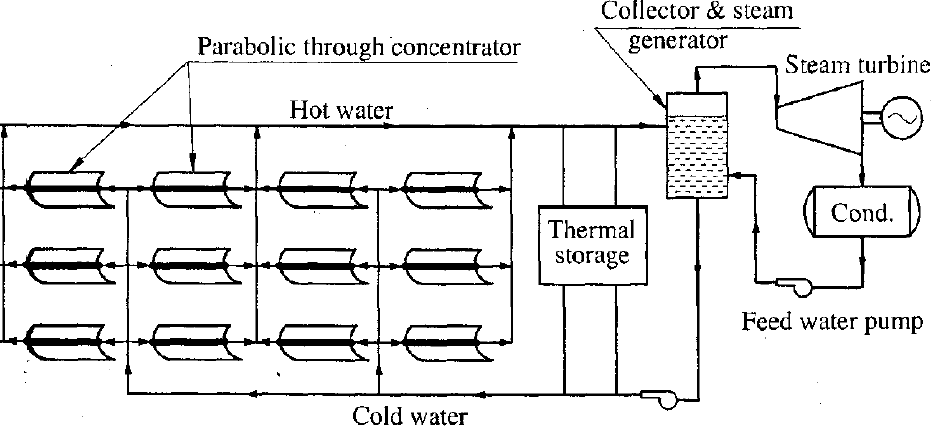 Collector & steam
generator
Parabolic through concentrator
Steam turbine
Hot water
Cond.
Thermal
storage
Feed water pump
Cold water